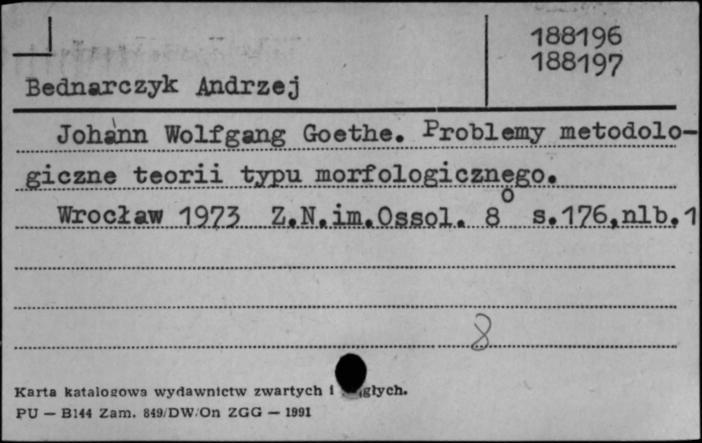 188196
188197
Bednarczyk Andrzej
Johann Wolfgang Goethe. Problemy metodolo-
giczne teorii typu morfologicznego.
Wrocław 1973 Z.N.im.Ossol. 8° s.176,nlb.1
8
Karta katalogowa wydawnictw zwartych i
PU — B144 Zam. 849/DW/On ZGG — 1991